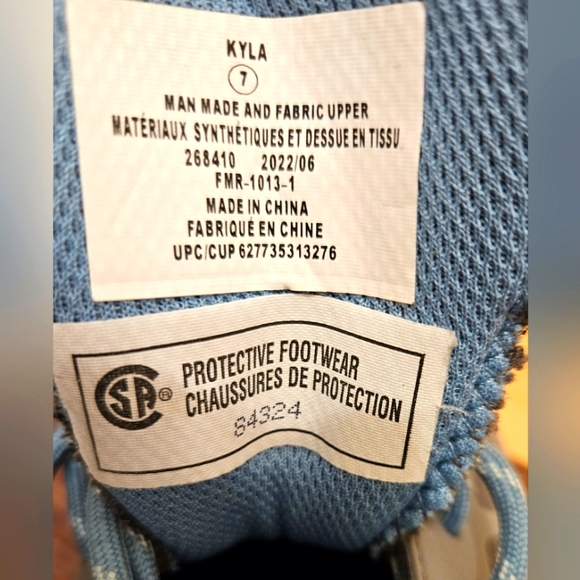 KYLA
7
MAN MADE AND FABRIC UPPER
MATÉRIAUX SYNTHÉTIQUES ET DESSUE EN TISSU
268410 2022/06
FMR-1013-1
MADE IN CHINA
FABRIQUÉ EN CHINE
UPC/CUP 627735313276
CSA ® PROTECTIVE FOOTWEAR
CHAUSSURES DE PROTECTION
84324